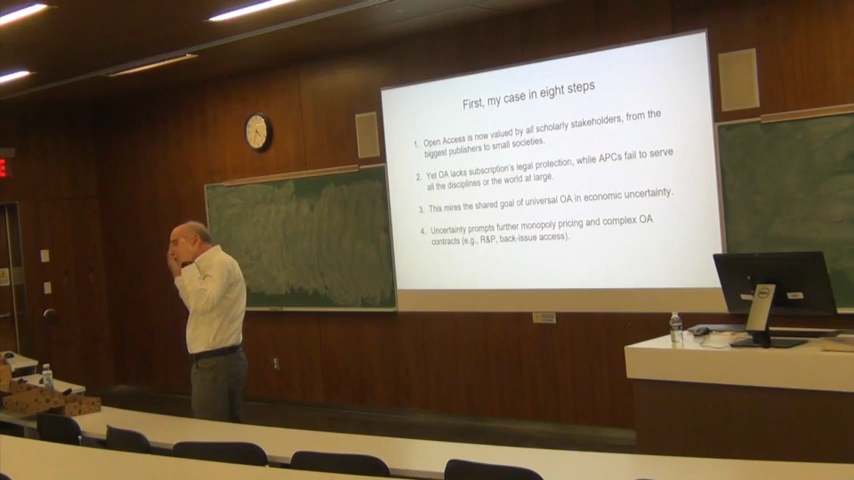 First, my case in eight steps
1. Open Access is now valued by all scholarly stakeholders, from the
biggest publishers to small societies.
2. Yet OA lacks subscription's legal protection, while APCs fail to serve
all the disciplines or the world at large.
3. This mires the shared goal of universal OA in economic uncertainty.
4. Uncertainty prompts further monopoly pricing and complex OA
contracts (e.g., R&P, back-issue access).
DELL